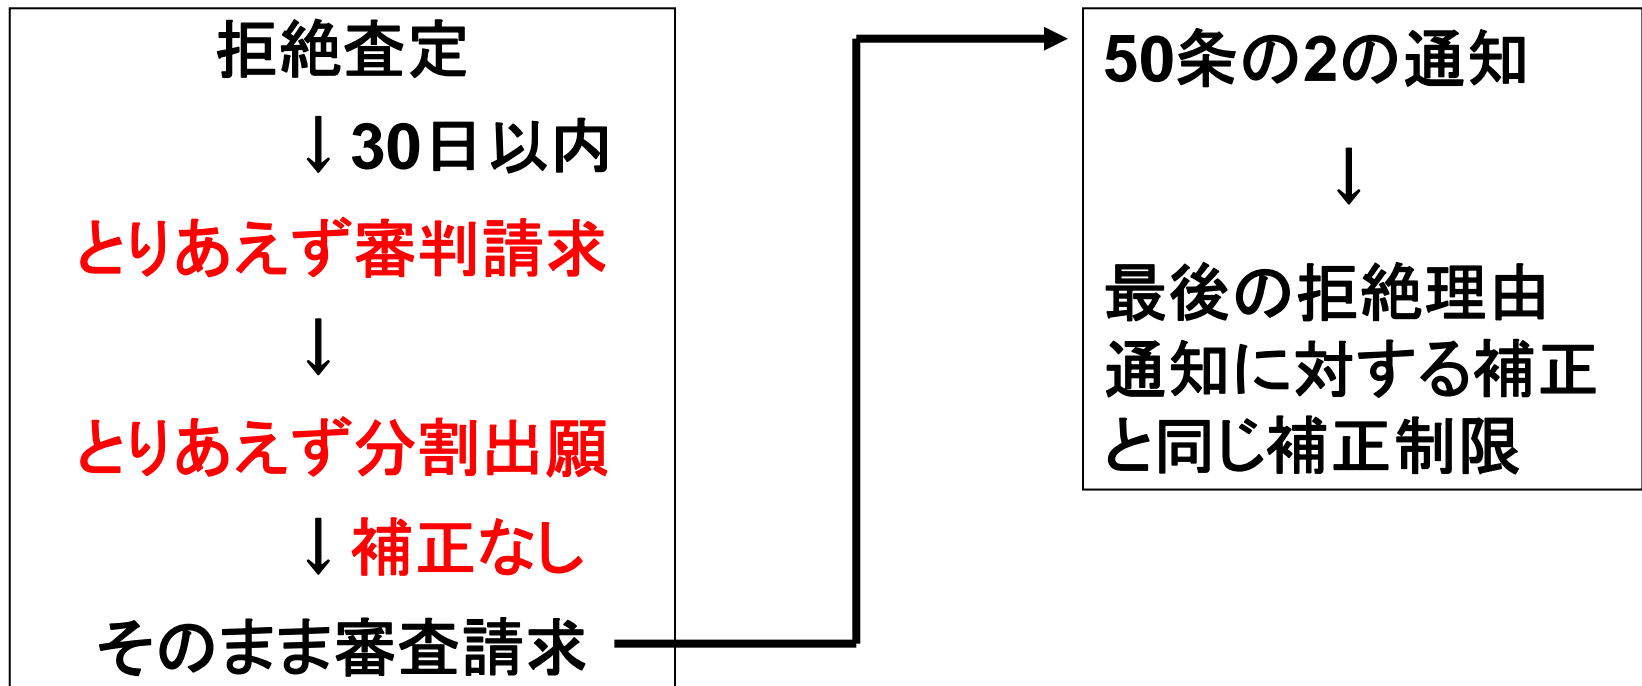 拒絶査定
↓ 30日以内
とりあえず審判請求
↓
とりあえず分割出願
↓ 補正なし
そのまま審査請求
50条の2の通知
↓
最後の拒絶理由
通知に対する補正
と同じ補正制限